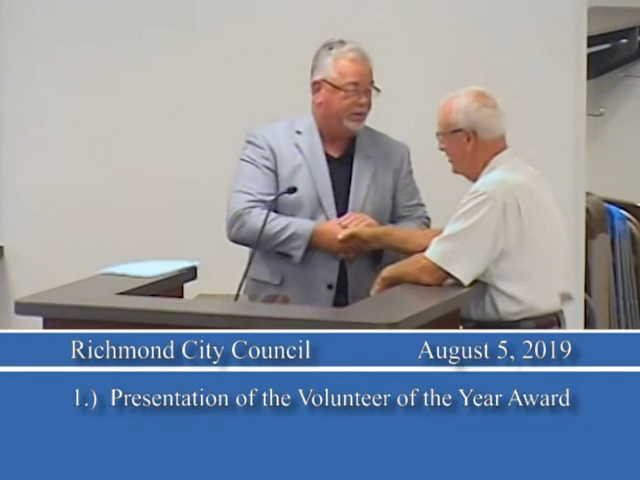 Richmond City Council August 5, 2019
1.) Presentation of the Volunteer of the Year Award